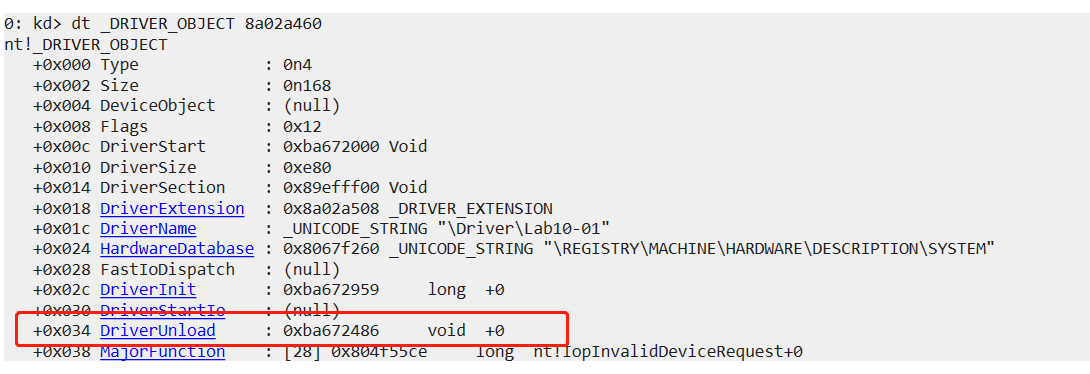 0: kd> dt _DRIVER_OBJECT 8a02a460
nt!_DRIVER_OBJECT
+0x000 Type : 0n4
+0x002 Size : 0n168
+0x004 DeviceObject : (null)
+0x008 Flags : 0x12
+0x00c DriverStart : 0xba672000 Void
+0x010 DriverSize : 0xe80
+0x014 DriverSection : 0x89efff00 Void
+0x018 DriverExtension : 0x8a02a508 _DRIVER_EXTENSION
+0x01c DriverName : _UNICODE_STRING "\Driver\Lab10-01"
+0x024 HardwareDatabase : 0x8067f260 _UNICODE_STRING "\REGISTRY\MACHINE\HARDWARE\DESCRIPTION\SYSTEM"
+0x028 FastIoDispatch : (null)
+0x02c DriverInit : 0xba672959 long +0
+0x030 DriverStartIo : (null)
+0x034 DriverUnload : 0xba672486 void +0
+0x038 MajorFunction : [28] 0x804f55ce long nt!IopInvalidDeviceRequest+0